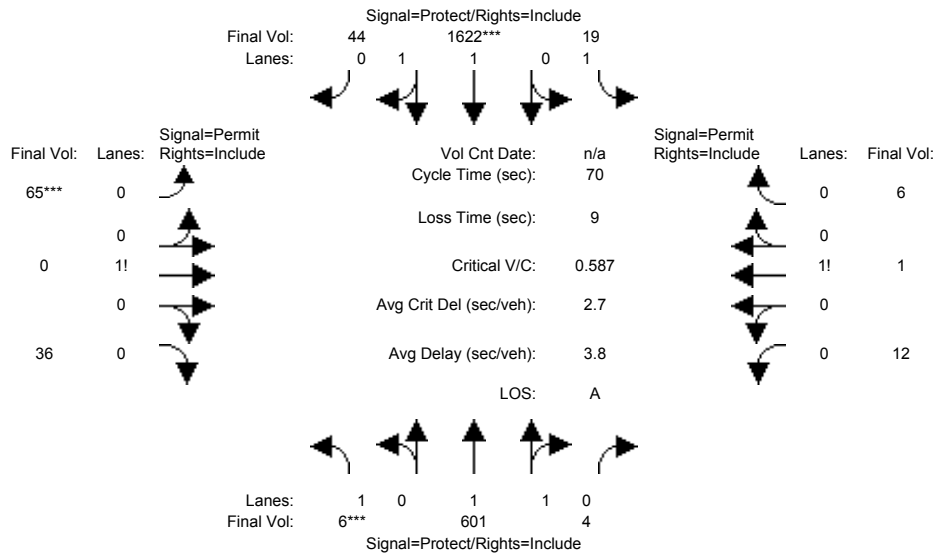 Signal=Protect/Rights=Include
Final Vol: 44 1622*** 19
Lanes: 0 1 1 0 1
Signal=Permit Signal=Permit
Final Vol: Lanes: Rights=Include Vol Cnt Date: n/a Rights=Include Lanes: Final Vol:
Cycle Time (sec): 70
65*** 0 0 6
Loss Time (sec): 9
0 0
0 1! Critical V/C: 0.587 1! 1
0 Avg Crit Del (sec/veh): 2.7 0
36 0 Avg Delay (sec/veh): 3.8 0 12
LOS: A
Lanes: 1 0 1 1 0
Final Vol: 6*** 601 4
Signal=Protect/Rights=Include